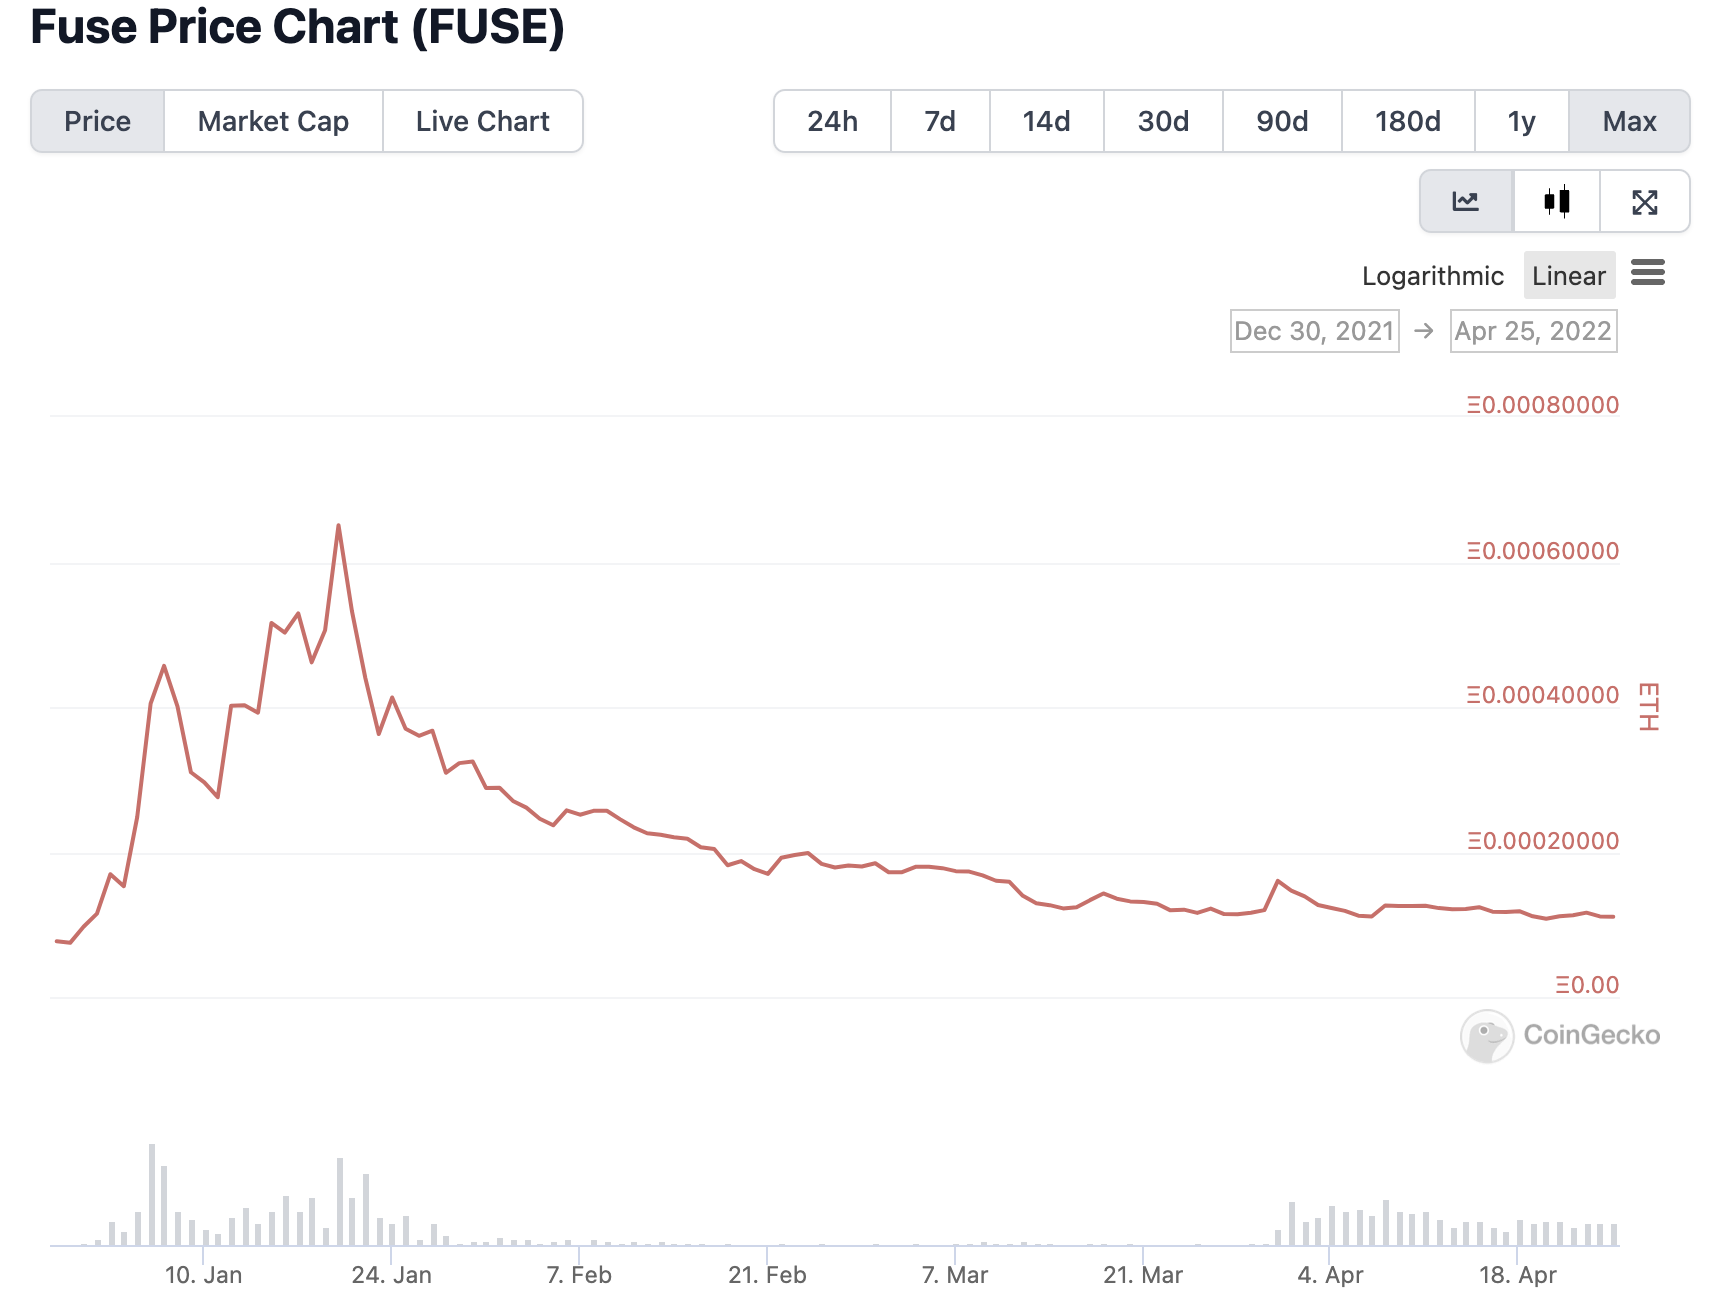 Fuse Price Chart (FUSE)
Price Market Cap Live Chart 24h 7d 14d 30d 90d 180d 1y Max
Logarithmic Linear
Dec 30, 2021 → Apr 25, 2022
Ξ0.00080000
Ξ0.00060000
Ξ0.00040000
ETH
Ξ0.00020000
Ξ0.00
CoinGecko
10. Jan 24. Jan 7. Feb 21. Feb 7. Mar 21. Mar 4. Apr 18. Apr